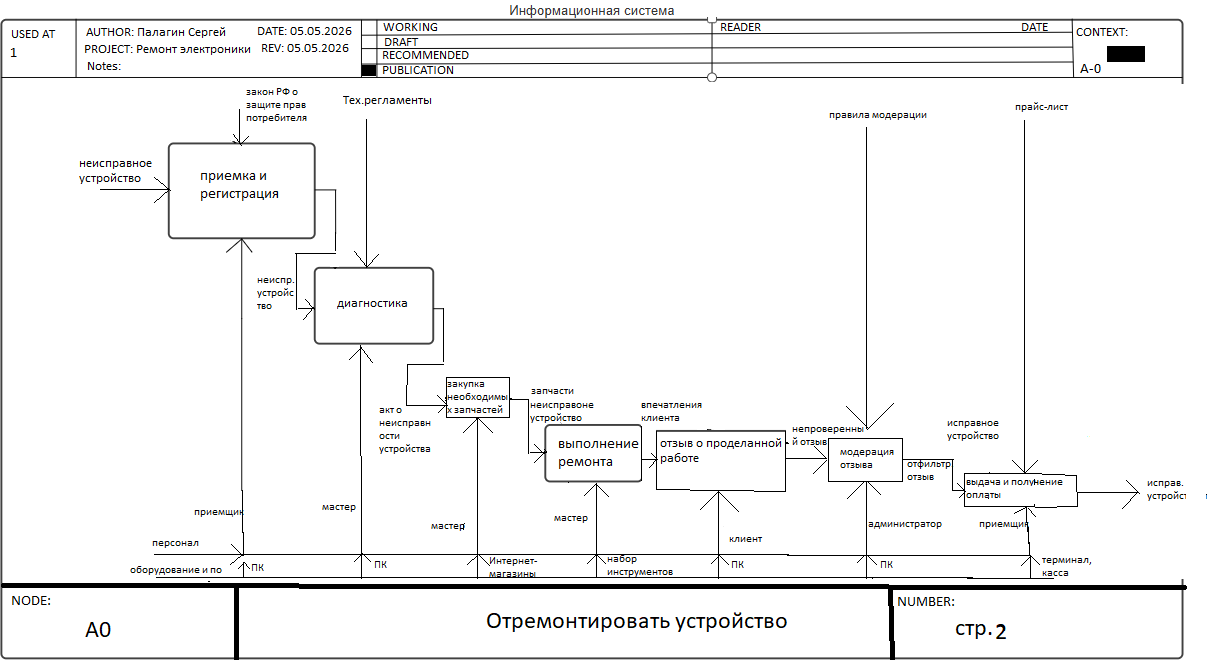 Информационная система
USED AT
1
AUTHOR: Палагин Сергей
DATE: 05.05.2026
PROJECT: Ремонт электроники
REV: 05.05.2026
Notes:
WORKING
DRAFT
RECOMMENDED
PUBLICATION
READER
DATE
CONTEXT:
A-0
закон РФ о
защите прав
потребителя
Тех.регламенты
правила модерации
прайс-лист
неисправное
устройство
приемка и
регистрация
неиспр.
устройс
тво
диагностика
закупка
необходимы
х запчастей
акт о
неисправн
ости
устройства
запчасти
неисправоне
устройство
выполнение
ремонта
впечатления
клиента
отзыв о проделанной
работе
непроверенны
й отзыв
модерация
отзыва
отфильтр
отзыв
исправное
устройство
выдача и получение
оплаты
исправ.
устройст
приемщик
мастер
мастер
мастер
клиент
администратор
приемщик
персонал
оборудование и по
ПК
ПК
Интернет-
магазины
набор
инструментов
ПК
ПК
терминал,
касса
NODE:
А0
Отремонтировать устройство
NUMBER:
стр.2